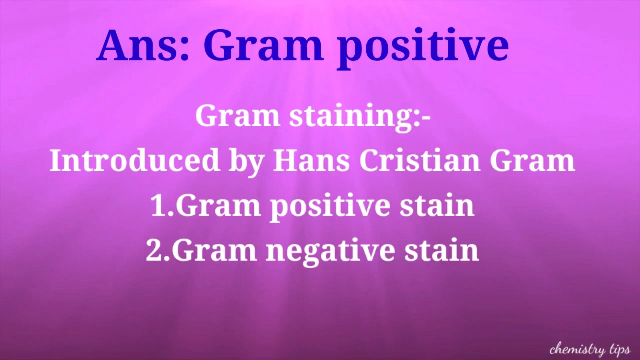 Ans: Gram positive
Gram staining:-
Introduced by Hans Cristian Gram
1.Gram positive stain
2.Gram negative stain
chemistry tips